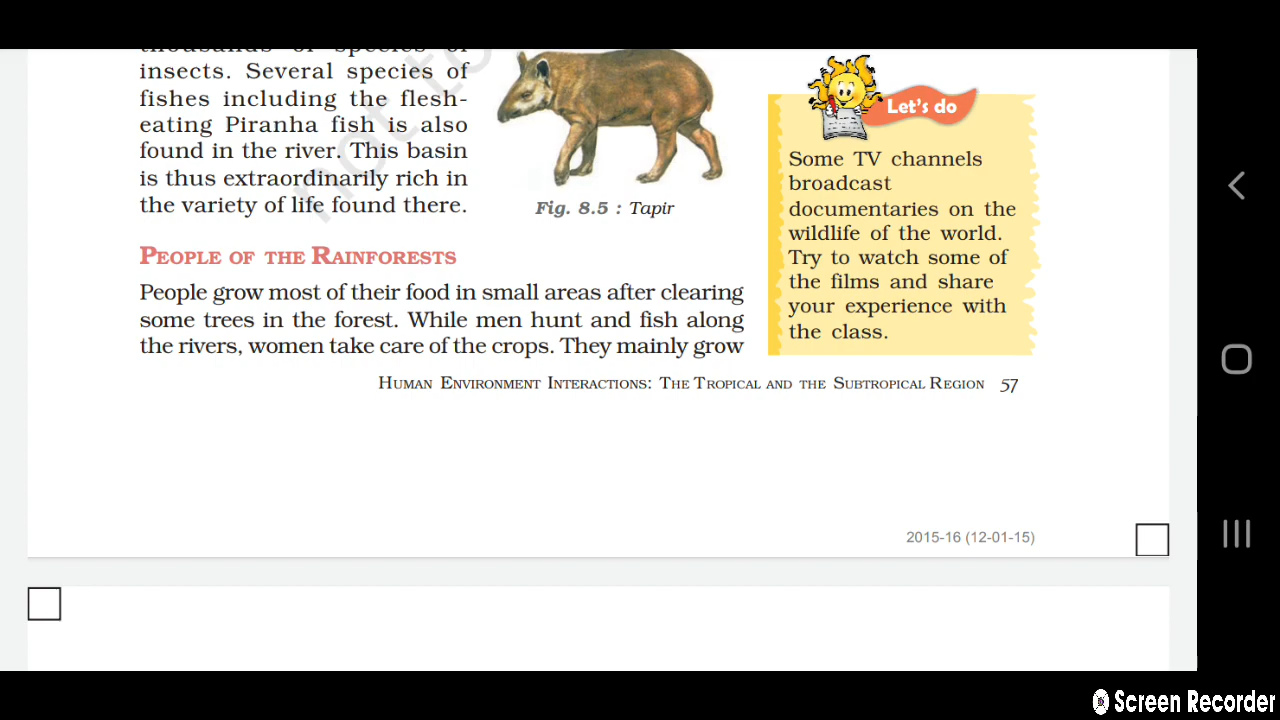 thousands of species of
insects. Several species of
fishes including the flesh-
eating Piranha fish is also
found in the river. This basin
is thus extraordinarily rich in
the variety of life found there.
Fig. 8.5 : Tapir
PEOPLE OF THE RAINFORESTS
People grow most of their food in small areas after clearing
some trees in the forest. While men hunt and fish along
the rivers, women take care of the crops. They mainly grow
Let's do
Some TV channels
broadcast
documentaries on the
wildlife of the world.
Try to watch some of
the films and share
your experience with
the class.
HUMAN ENVIRONMENT INTERACTIONS: THE TROPICAL AND THE SUBTROPICAL REGION 57
2015-16 (12-01-15)
not to
Screen Recorder